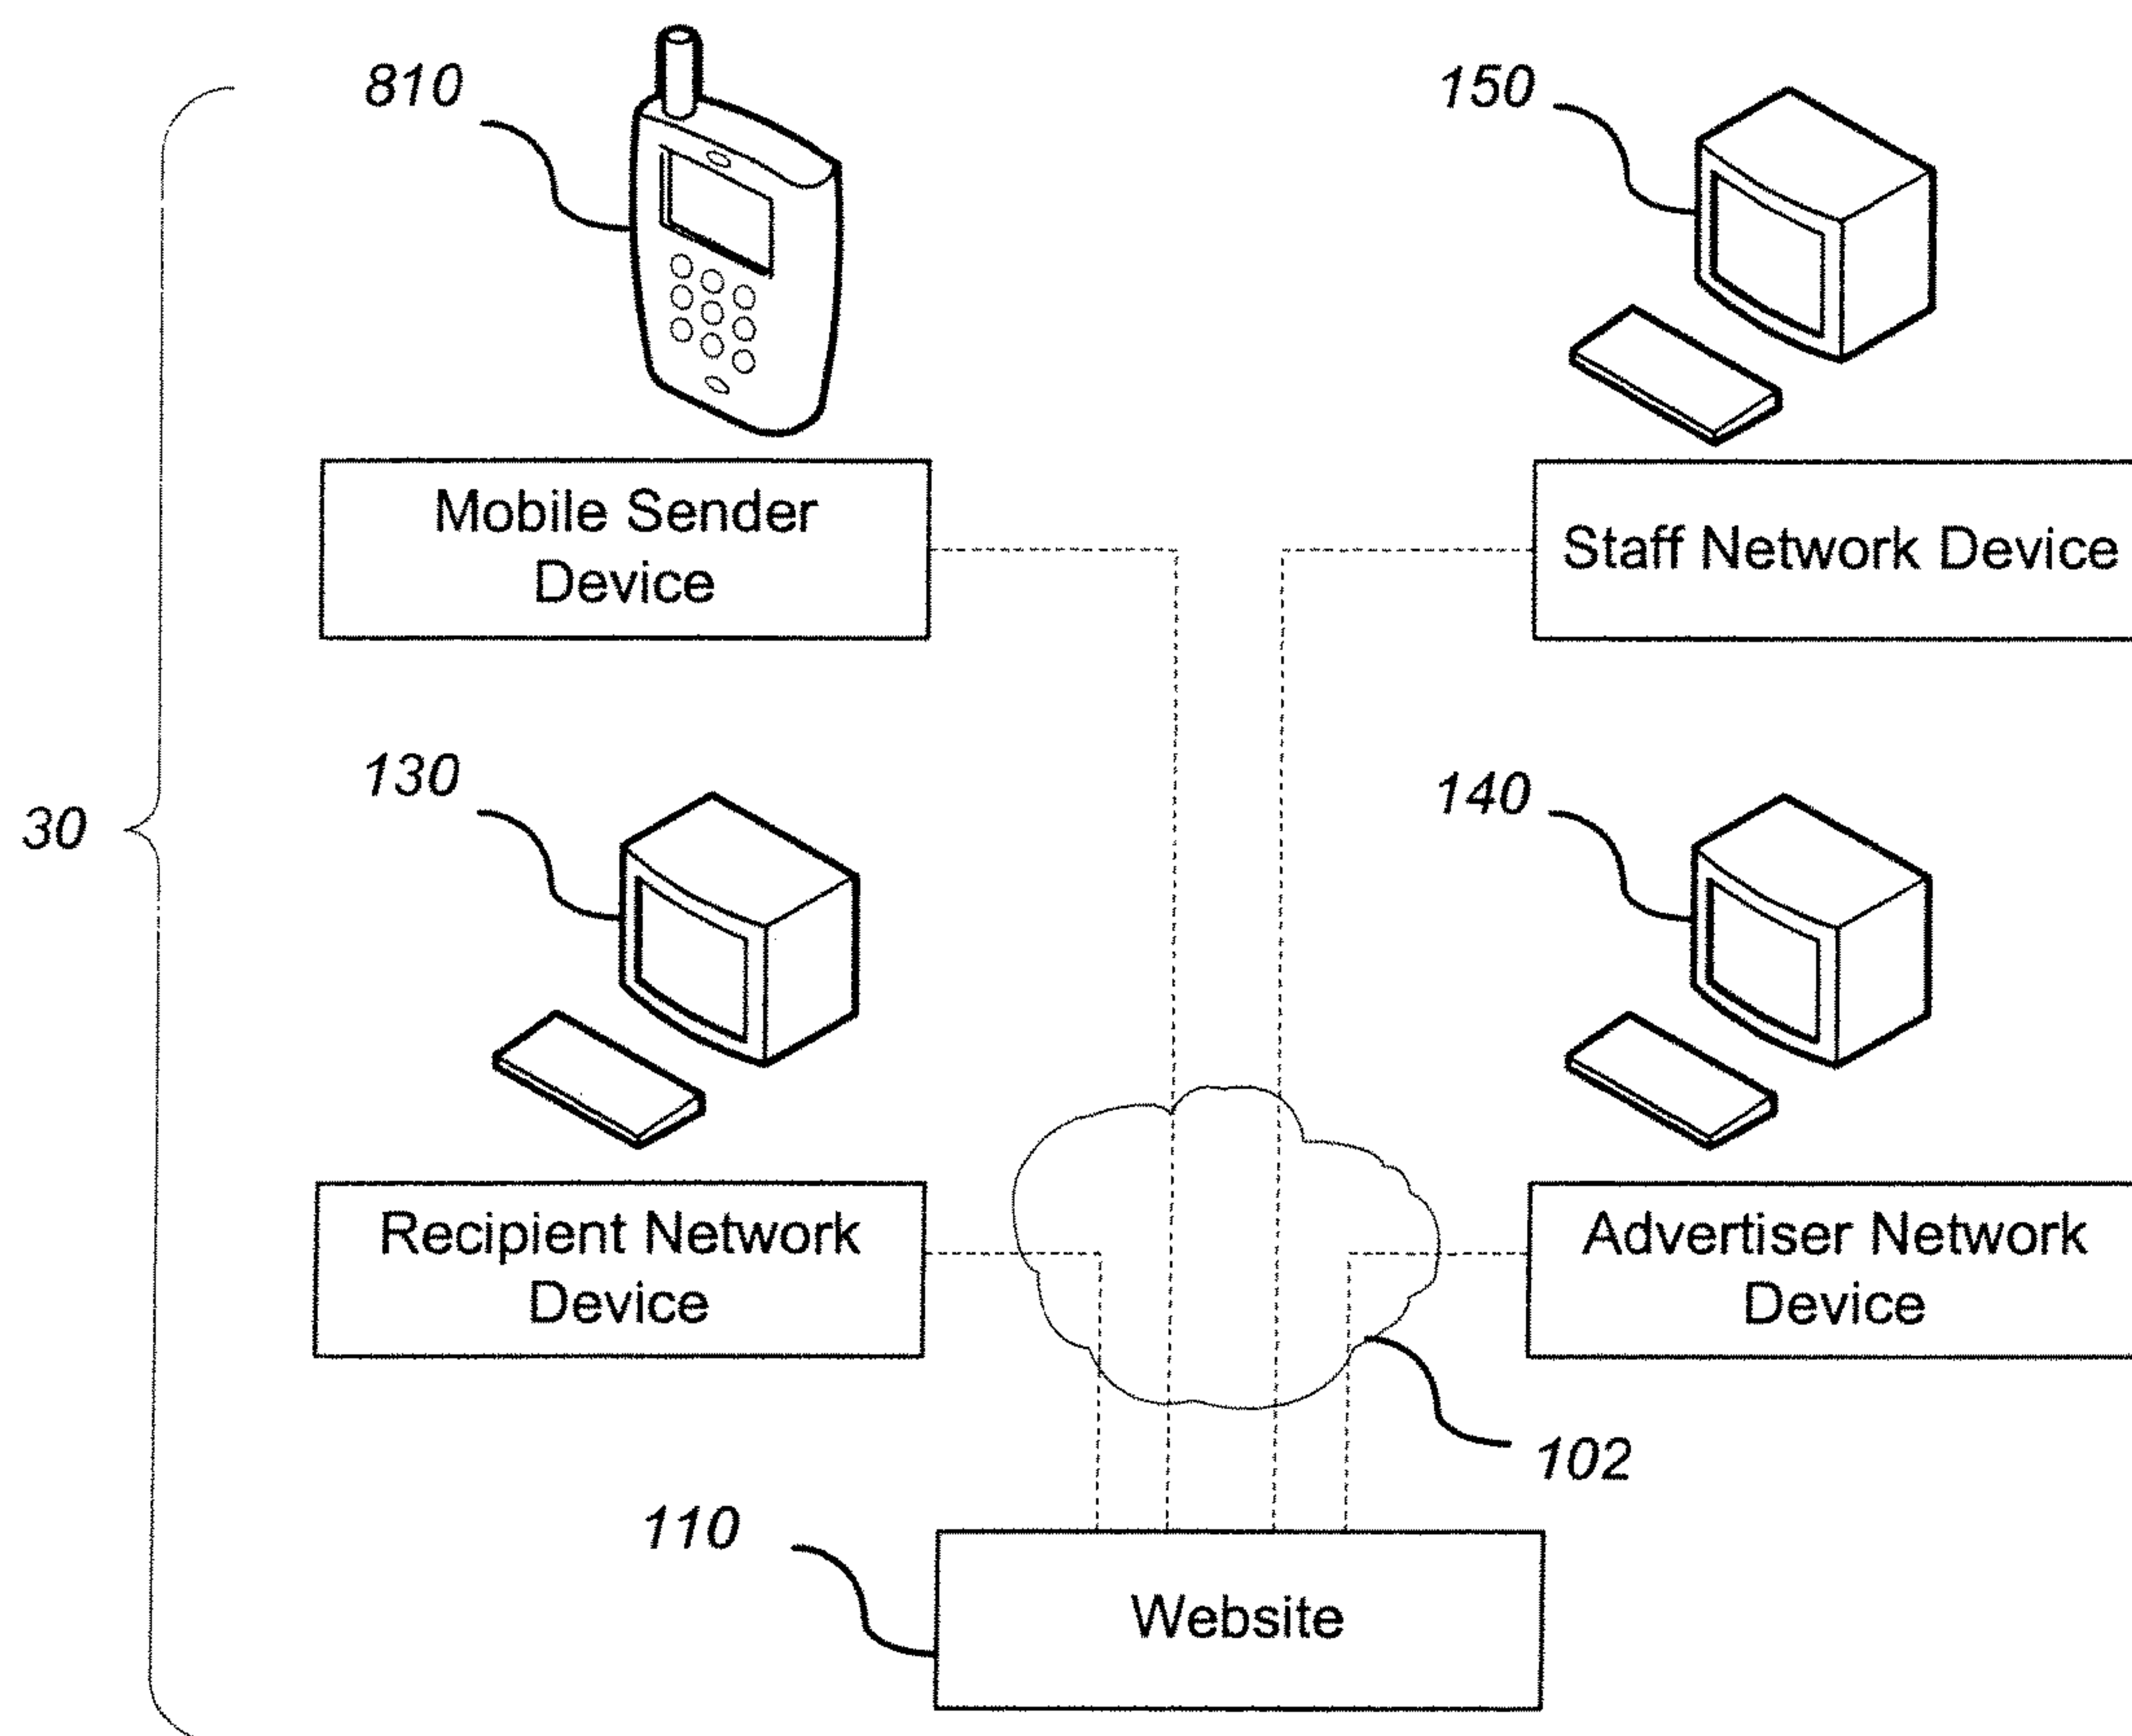 810
150
Mobile Sender
Device
Staff Network Device
130
140
30
Recipient Network
Device
Advertiser Network
Device
102
110
Website